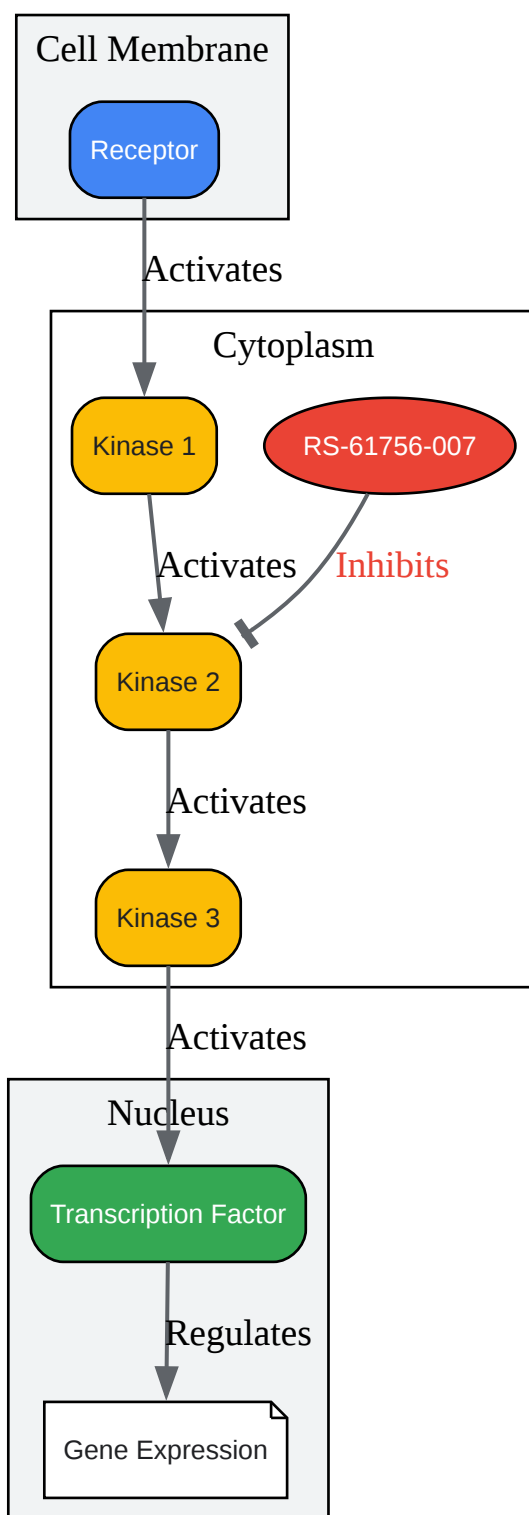 Cell Membrane
Receptor
Activates
Cytoplasm
Kinase 1
RS-61756-007
Activates
Inhibits
Kinase 2
Activates
Kinase 3
Activates
Nucleus
Transcription Factor
Regulates
Gene Expression